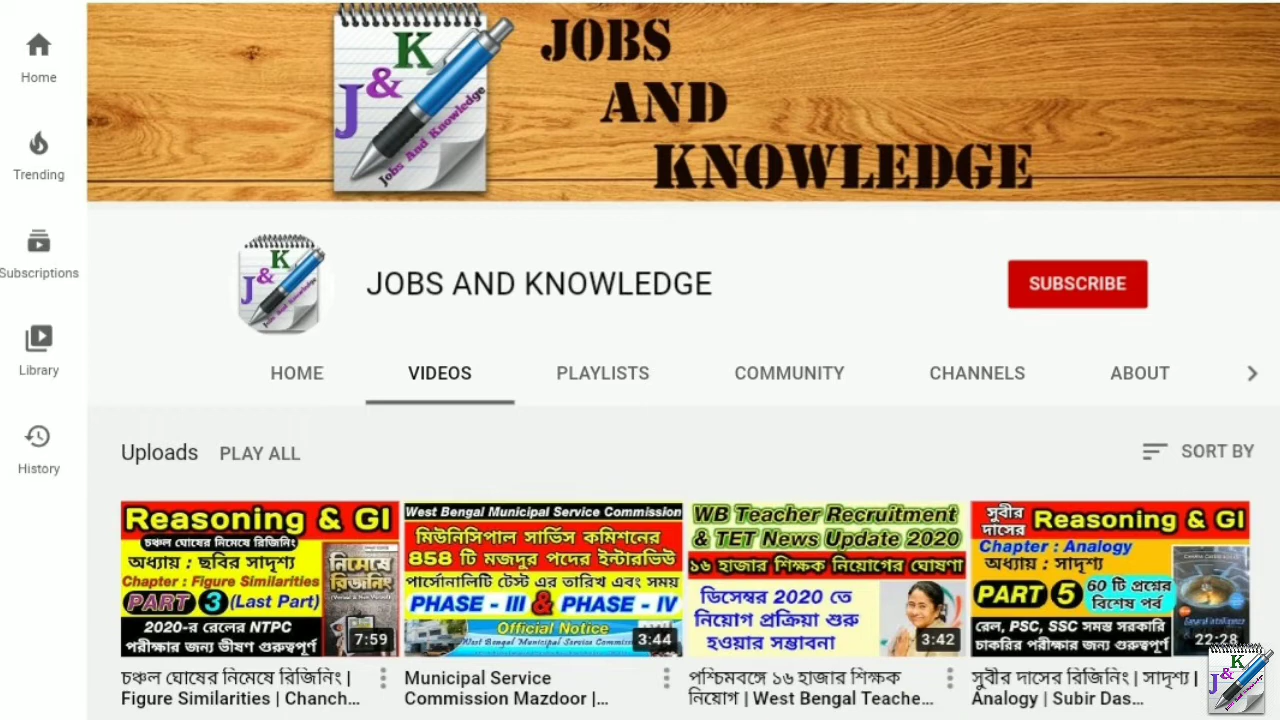 Home
Trending
Subscriptions
Library
History
J & K
Jobs And Knowledge
JOBS
AND
KNOWLEDGE
J & K
JOBS AND KNOWLEDGE
SUBSCRIBE
HOME VIDEOS PLAYLISTS COMMUNITY CHANNELS ABOUT
Uploads PLAY ALL
SORT BY
Reasoning & GI
চঞ্চল ঘোষের নিমেষে রিজিনিং
অধ্যায় : ছবির সাদৃশ্য
Chapter : Figure Similarities
PART 3 (Last Part)
2020-র রেলের NTPC
পরীক্ষার জন্য ভীষণ গুরুত্বপূর্ণ
নিমেষে
রিজনিং
7:59
চঞ্চল ঘোষের নিমেষে রিজিনিং |
Figure Similarities | Chanch...
West Bengal Municipal Service Commission
মিউনিসিপাল সার্ভিস কমিশনের
858 টি মজদুর পদের ইন্টারভিউ
পার্সোনালিটি টেস্ট এর তারিখ এবং সময়
PHASE - III & PHASE - IV
Official Notice
West Bengal Municipal Service Commission
3:44
Municipal Service
Commission Mazdoor |...
WB Teacher Recruitment
& TET News Update 2020
১৬ হাজার শিক্ষক নিয়োগের ঘোষণা
ডিসেম্বর 2020 তে
নিয়োগ প্রক্রিয়া শুরু
হওয়ার সম্ভাবনা
3:42
পশ্চিমবঙ্গে ১৬ হাজার শিক্ষক
নিয়োগ | West Bengal Teache...
সুবীর
দাসের
Reasoning & GI
Chapter : Analogy
অধ্যায় : সাদৃশ্য
PART 5
60 টি প্রশ্নের
বিশেষ পর্ব
রেল, PSC, SSC সমস্ত সরকারি
চাকরির পরীক্ষার জন্য গুরুত্বপূর্ণ
General Intelligence
22:28
সুবীর দাসের রিজিনিং | সাদৃশ্য |
Analogy | Subir Das...
J & K